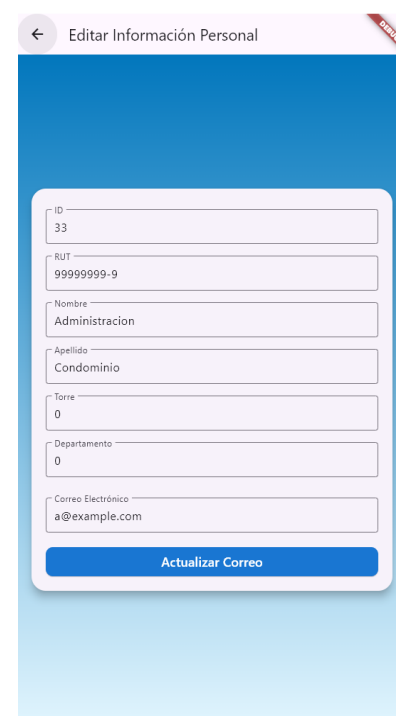 Editar Información Personal
DEBUG
ID
33
RUT
99999999-9
Nombre
Administracion
Apellido
Condominio
Torre
0
Departamento
0
Correo Electrónico
a@example.com
Actualizar Correo